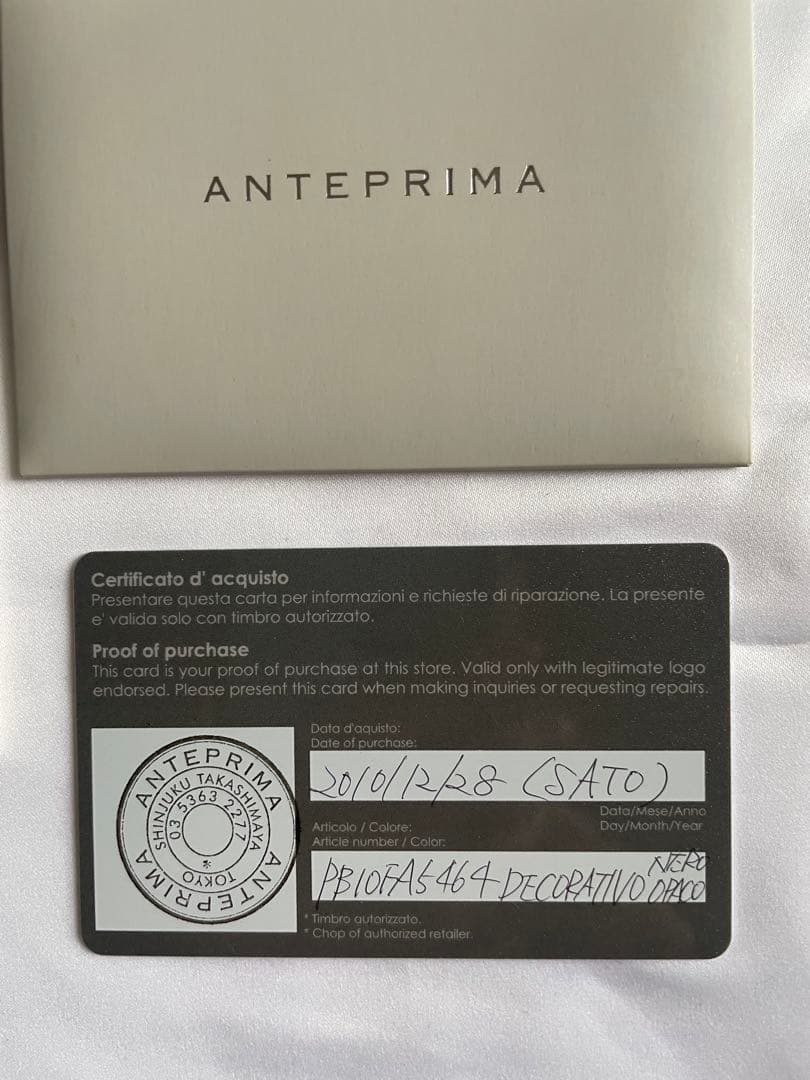 ANTEPRIMA
Certificato d' acquisto
Presentare questa carta per informazioni e richieste di riparazione. La presente
e' valida solo con timbro autorizzato.
Proof of purchase
This card is your proof of purchase at this store. Valid only with legitimate logo
endorsed. Please present this card when making inquiries or requesting repairs.
ANTEPRIMA
SHINJUKU TAKASHIMAYA
03 5363 2277
*
TOKYO
ANTEPRIMA
ANTEPRIMA
Data d'aquisto:
Date of purchase:
2010/12/28 (SATO)
Data/Mese/Anno
Day/Month/Year
Articolo / Colore:
Article number / Color:
PB10FA5464 DECORATIVO NERO
OPACO
* Timbro autorizzato.
* Chop of authorized retailer.